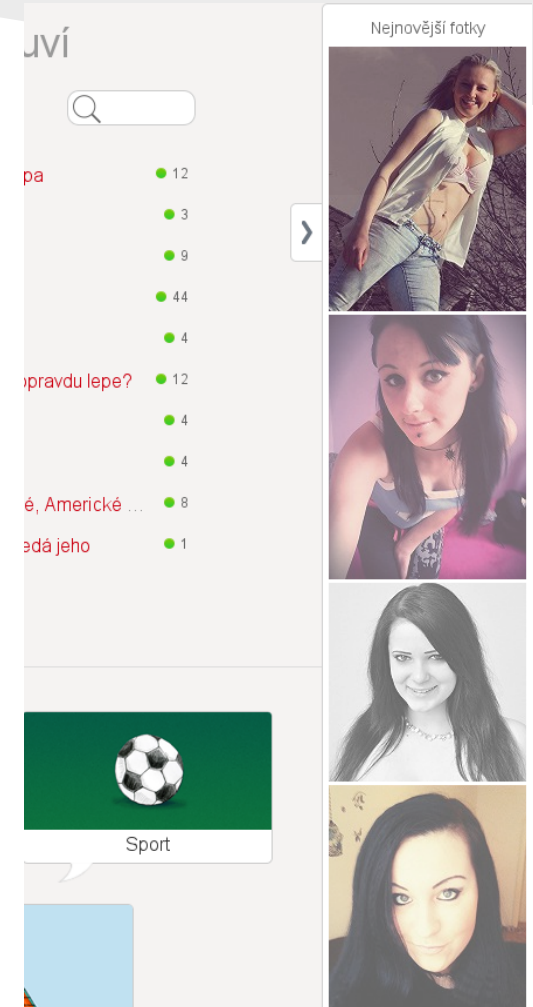 uví
Nejnovější fotky
pa
12
3
9
44
4
opravdu lepe?
12
4
4
é, Americké ...
8
edá jeho
1
Sport